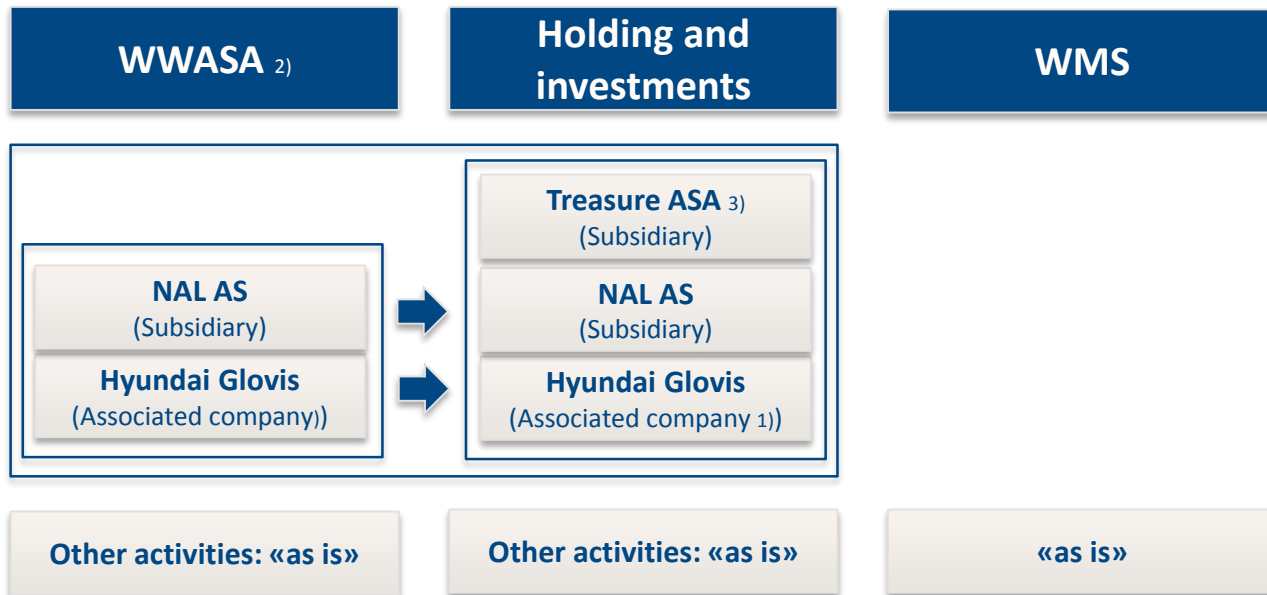 WWASA 2)
Holding and
investments
WMS
Treasure ASA 3)
(Subsidiary)
NAL AS
(Subsidiary)
NAL AS
(Subsidiary)
Hyundai Glovis
(Associated company))
Hyundai Glovis
(Associated company 1))
Other activities: «as is»
Other activities: «as is»
«as is»